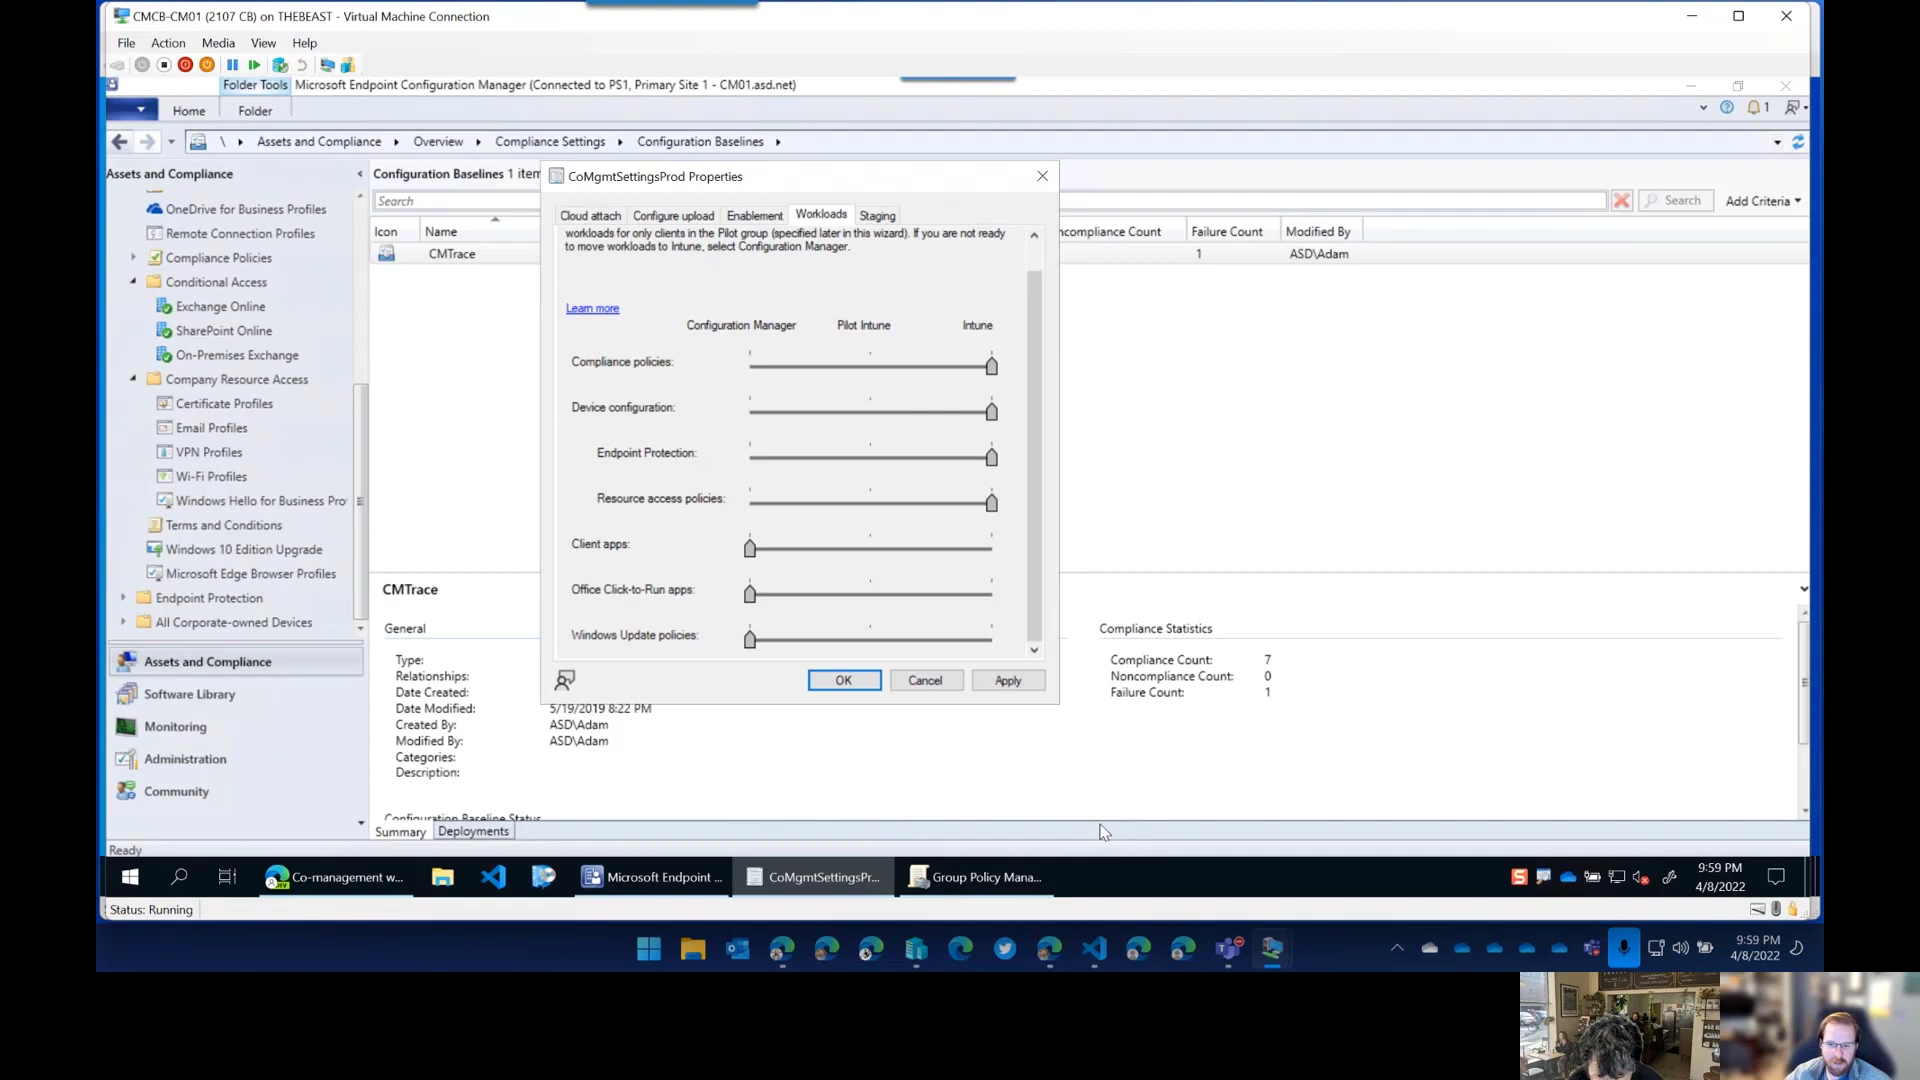 CMCB-CM01 (2107 CB) on THEBEAST - Virtual Machine Connection
File Action Media View Help
Folder Tools Microsoft Endpoint Configuration Manager (Connected to PS1, Primary Site 1 - CM01.asd.net)
Home Folder
1
\ Assets and Compliance Overview Compliance Settings Configuration Baselines
Assets and Compliance
OneDrive for Business Profiles
Remote Connection Profiles
Compliance Policies
Conditional Access
Exchange Online
SharePoint Online
On-Premises Exchange
Company Resource Access
Certificate Profiles
Email Profiles
VPN Profiles
Wi-Fi Profiles
Windows Hello for Business Pro
Terms and Conditions
Windows 10 Edition Upgrade
Microsoft Edge Browser Profiles
Endpoint Protection
All Corporate-owned Devices
Assets and Compliance
Software Library
Monitoring
Administration
Community
Configuration Baselines 1 item
Search
Search Add Criteria
Icon Name ncompliance Count Failure Count Modified By
CMTrace 1 ASD\Adam
CoMgmtSettingsProd Properties
Cloud attach Configure upload Enablement Workloads Staging
workloads for only clients in the Pilot group (specified later in this wizard). If you are not ready
to move workloads to Intune, select Configuration Manager.
Learn more
Configuration Manager Pilot Intune Intune
Compliance policies:
Device configuration:
Endpoint Protection:
Resource access policies:
Client apps:
Office Click-to-Run apps:
Windows Update policies:
OK Cancel Apply
CMTrace
General
Type:
Relationships:
Date Created:
Date Modified: 5/19/2019 8:22 PM
Created By: ASD\Adam
Modified By: ASD\Adam
Categories:
Description:
Configuration Baseline Status
Compliance Statistics
Compliance Count: 7
Noncompliance Count: 0
Failure Count: 1
Summary Deployments
Ready
Co-management w... Microsoft Endpoint ... CoMgmtSettingsPr... Group Policy Mana...
9:59 PM
4/8/2022
Status: Running
9:59 PM
4/8/2022